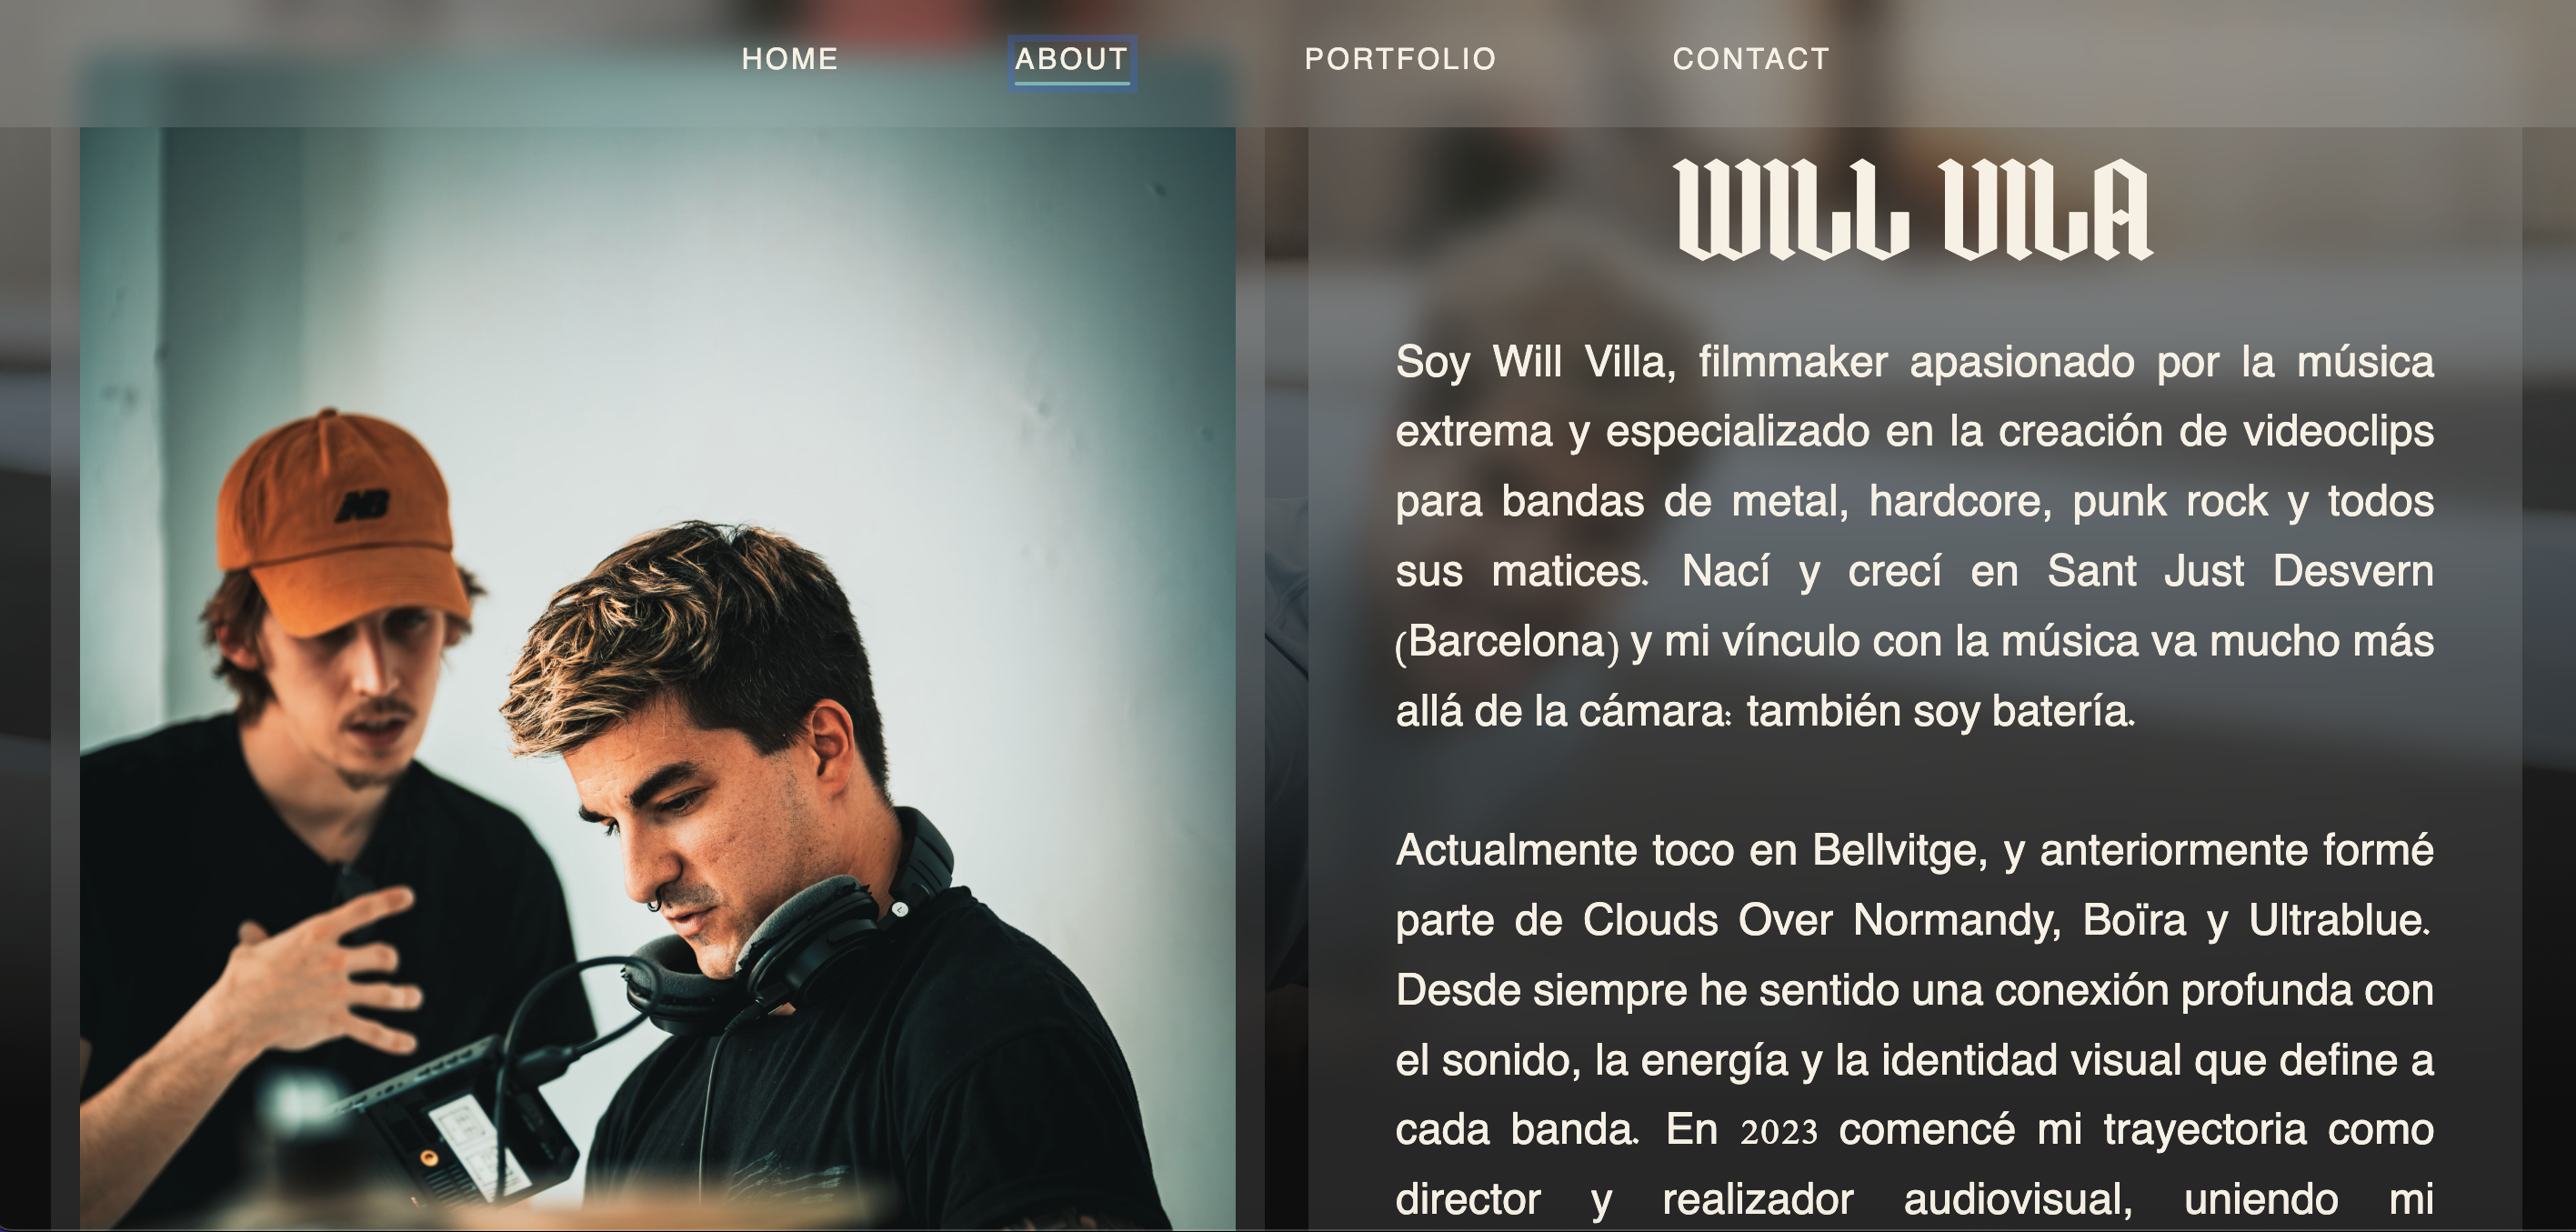 HOME ABOUT PORTFOLIO CONTACT
WILL VILA
NB
Soy Will Villa, filmmaker apasionado por la música
extrema y especializado en la creación de videoclips
para bandas de metal, hardcore, punk rock y todos
sus matices. Nací y crecí en Sant Just Desvern
(Barcelona) y mi vínculo con la música va mucho más
allá de la cámara: también soy batería.
Actualmente toco en Bellvitge, y anteriormente formé
parte de Clouds Over Normandy, Boïra y Ultrablue.
Desde siempre he sentido una conexión profunda con
el sonido, la energía y la identidad visual que define a
cada banda. En 2023 comencé mi trayectoria como
director y realizador audiovisual, uniendo mi